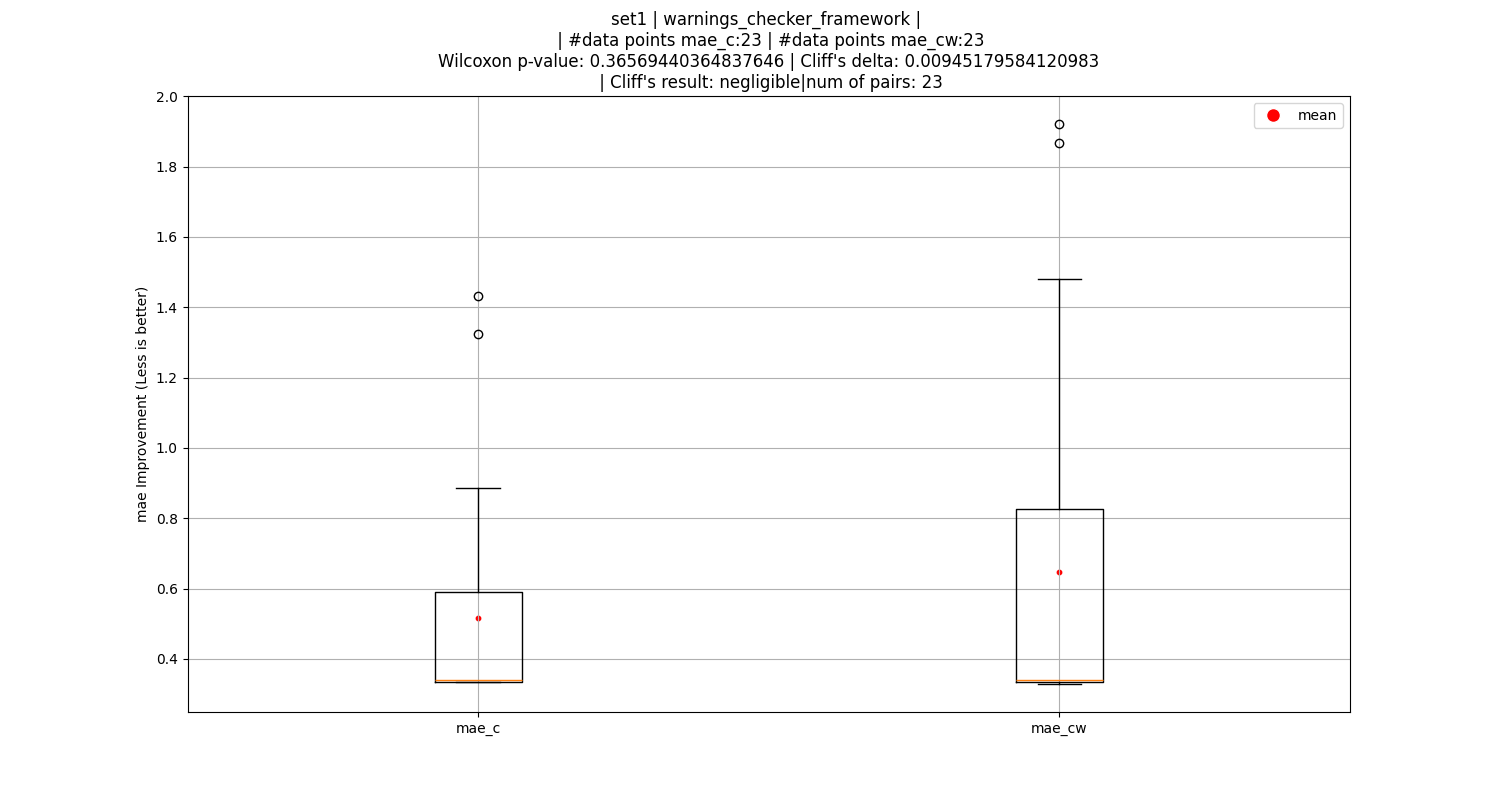 set1 | warnings_checker_framework |
| #data points mae_c:23 | #data points mae_cw:23
Wilcoxon p-value: 0.36569440364837646 | Cliff's delta: 0.00945179584120983
| Cliff's result: negligible|num of pairs: 23
mean
mae Improvement (Less is better)
2.0
1.8
1.6
1.4
1.2
1.0
0.8
0.6
0.4
mae_c
mae_cw